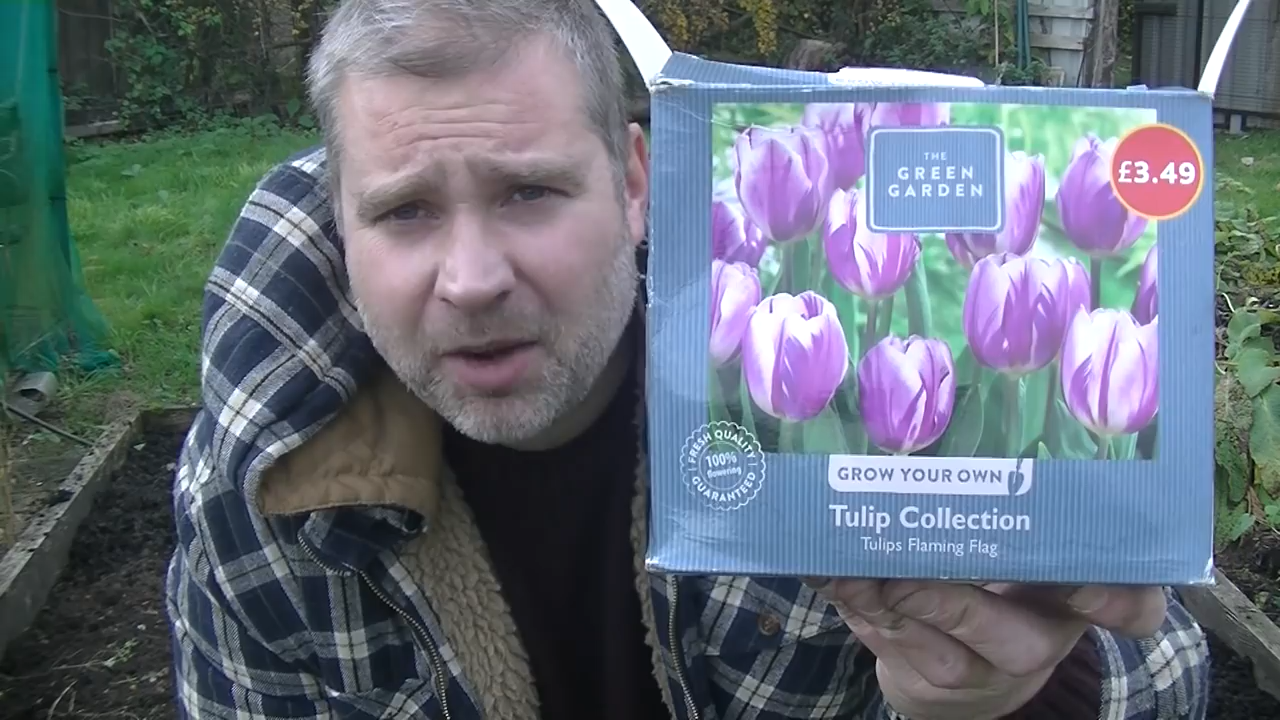 THE
GREEN
GARDEN
£3.49
FRESH QUALITY
100%
flowering
GUARANTEED
GROW YOUR OWN
Tulip Collection
Tulips Flaming Flag